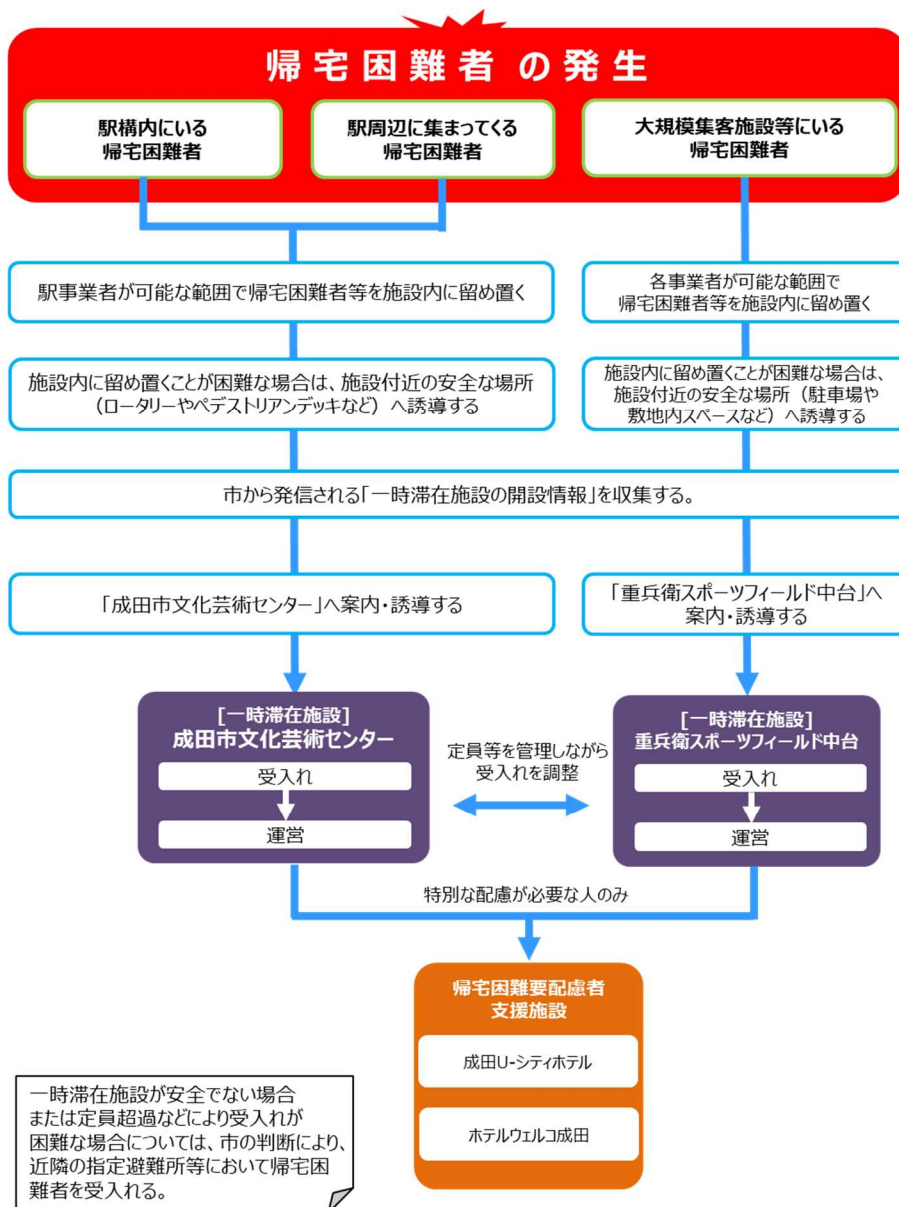 帰宅困難者 の発生
駅構内にいる
帰宅困難者
駅周辺に集まってくる
帰宅困難者
大規模集客施設等にいる
帰宅困難者
駅事業者が可能な範囲で帰宅困難者等を施設内に留め置く
各事業者が可能な範囲で
帰宅困難者等を施設内に留め置く
施設内に留め置くことが困難な場合は、施設付近の安全な場所
（ロータリーやペデストリアンデッキなど）へ誘導する
施設内に留め置くことが困難な場合は、
施設付近の安全な場所（駐車場や
敷地内スペースなど）へ誘導する
市から発信される「一時滞在施設の開設情報」を収集する。
「成田市文化芸術センター」へ案内・誘導する
「重兵衛スポーツフィールド中台」へ
案内・誘導する
[一時滞在施設]
成田市文化芸術センター
受入れ
運営
定員等を管理しながら
受入れを調整
[一時滞在施設]
重兵衛スポーツフィールド中台
受入れ
運営
特別な配慮が必要な人のみ
帰宅困難要配慮者
支援施設
成田U-シティホテル
ホテルウェルコ成田
一時滞在施設が安全でない場合
または定員超過などにより受入れが
困難な場合については、市の判断により、
近隣の指定避難所等において帰宅困
難者を受入れる。